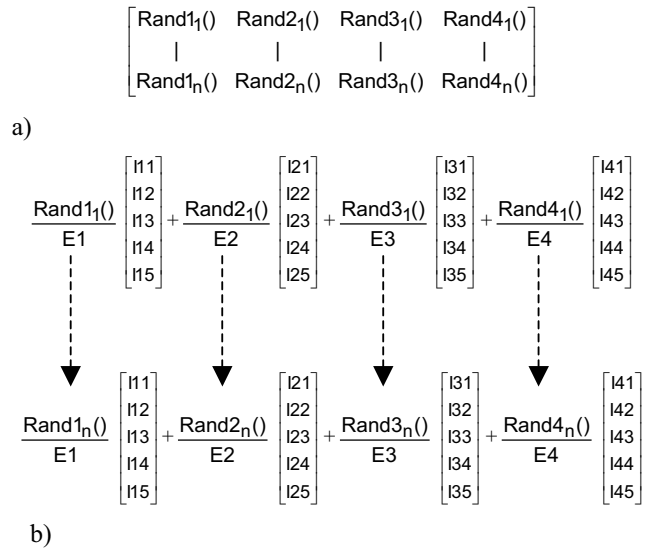 Rand1₁() Rand2₁() Rand3₁() Rand4₁()
| | | |
Rand1ₙ() Rand2ₙ() Rand3ₙ() Rand4ₙ()
a)
I11 I21 I31 I41
I12 I22 I32 I42
Rand1₁() I13 + Rand2₁() I23 + Rand3₁() I33 + Rand4₁() I43
E1 I14 E2 I24 E3 I34 E4 I44
I15 I25 I35 I45
I11 I21 I31 I41
I12 I22 I32 I42
Rand1ₙ() I13 + Rand2ₙ() I23 + Rand3ₙ() I33 + Rand4ₙ() I43
E1 I14 E2 I24 E3 I34 E4 I44
I15 I25 I35 I45
b)